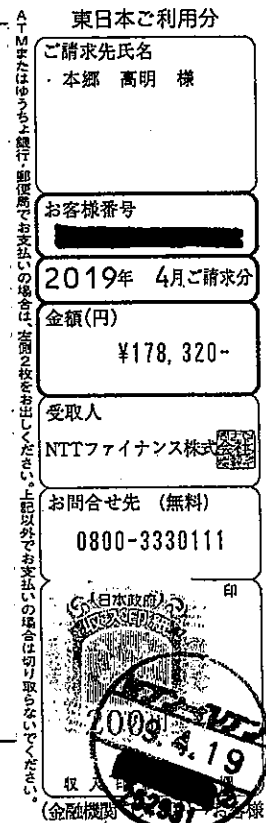 東日本ご利用分
ご請求先氏名
本郷 高明 様
お客様番号
2019年 4月ご請求分
金額(円)
¥178,320-
受取人
NTTファイナンス株式会社
お問合せ先 (無料)
0800-3330111
印
日本政府
収入印紙
200
9.4.19
収入印
(金融機関
お客様
ATMまたはゆうちょ銀行・郵便局でお支払いの場合は、左側2枚をお出しください。上記以外でお支払いの場合は切り取らないでください。